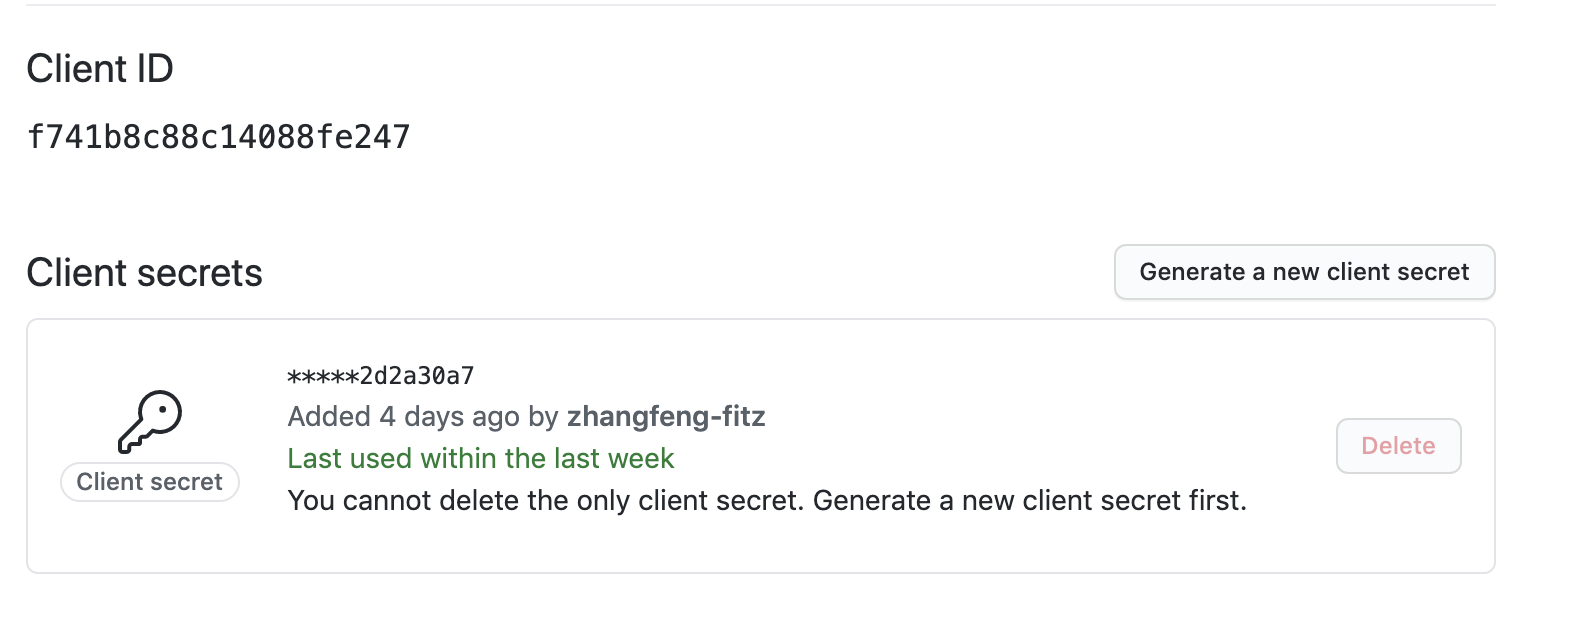 Client ID
f741b8c88c14088fe247
Client secrets
Generate a new client secret
*****2d2a30a7
Added 4 days ago by zhangfeng-fitz
Last used within the last week
You cannot delete the only client secret. Generate a new client secret first.
Client secret
Delete